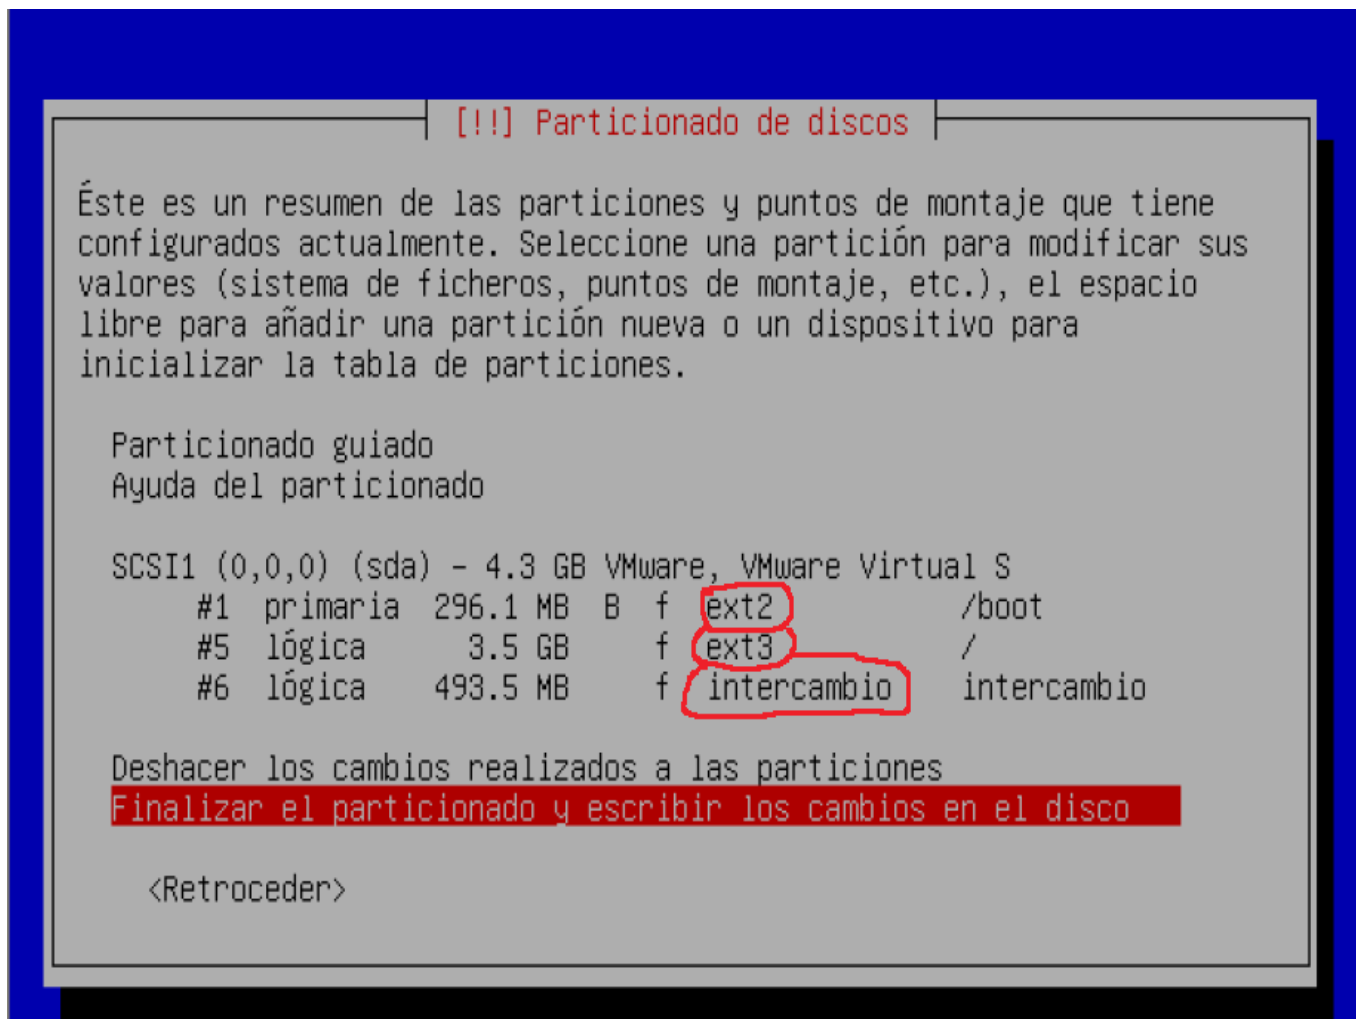 [!!] Particionado de discos
Éste es un resumen de las particiones y puntos de montaje que tiene
configurados actualmente. Seleccione una partición para modificar sus
valores (sistema de ficheros, puntos de montaje, etc.), el espacio
libre para añadir una partición nueva o un dispositivo para
inicializar la tabla de particiones.
Particionado guiado
Ayuda del particionado
SCSI1 (0,0,0) (sda) – 4.3 GB VMware, VMware Virtual S
#1 primaria 296.1 MB B f ext2 /boot
#5 lógica 3.5 GB f ext3 /
#6 lógica 493.5 MB f intercambio intercambio
Deshacer los cambios realizados a las particiones
Finalizar el particionado y escribir los cambios en el disco
<Retroceder>